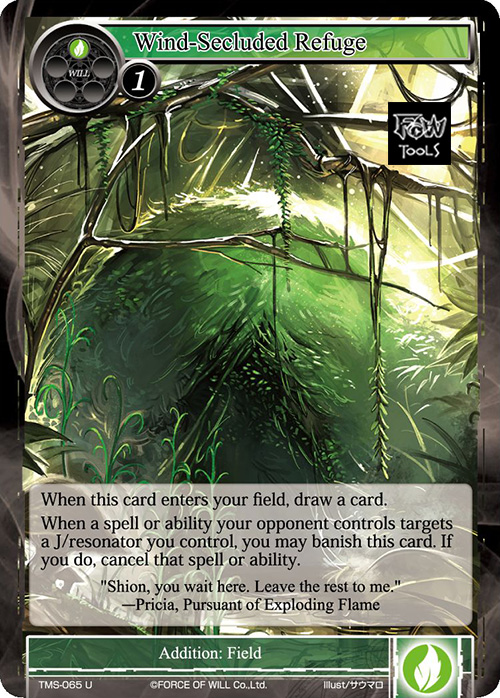 Wind-Secluded Refuge
WILL
1
FOW
TOOLS
When this card enters your field, draw a card.
When a spell or ability your opponent controls targets
a J/resonator you control, you may banish this card. If
you do, cancel that spell or ability.
"Shion, you wait here. Leave the rest to me."
—Pricia, Pursuant of Exploding Flame
Addition: Field
TMS-065 U
©FORCE OF WILL Co.,Ltd.
Illust/サウマロ